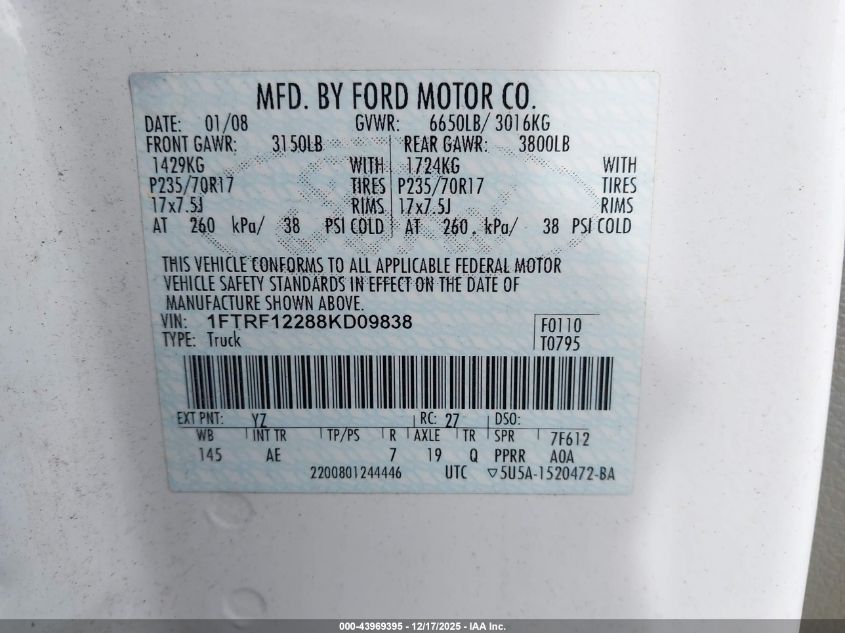 MFD. BY FORD MOTOR CO.
DATE: 01/08 GVWR: 6650LB/ 3016KG
FRONT GAWR: 3150LB REAR GAWR: 3800LB
1429KG WITH 1724KG WITH
P235/70R17 TIRES P235/70R17 TIRES
17x7.5J RIMS 17x7.5J RIMS
AT 260 kPa/ 38 PSI COLD AT 260 kPa/ 38 PSI COLD
THIS VEHICLE CONFORMS TO ALL APPLICABLE FEDERAL MOTOR
VEHICLE SAFETY STANDARDS IN EFFECT ON THE DATE OF
MANUFACTURE SHOWN ABOVE.
VIN: 1FTRF12288KD09838 F0110
TYPE: Truck T0795
EXT PNT: YZ RC: 27 DSO:
WB INT TR TP/PS R AXLE TR SPR 7F612
145 AE 7 19 Q PPRR AOA
2200801244446 UTC ▽5U5A-1520472-BA
000-43969395 - 12/17/2025 - IAA Inc.